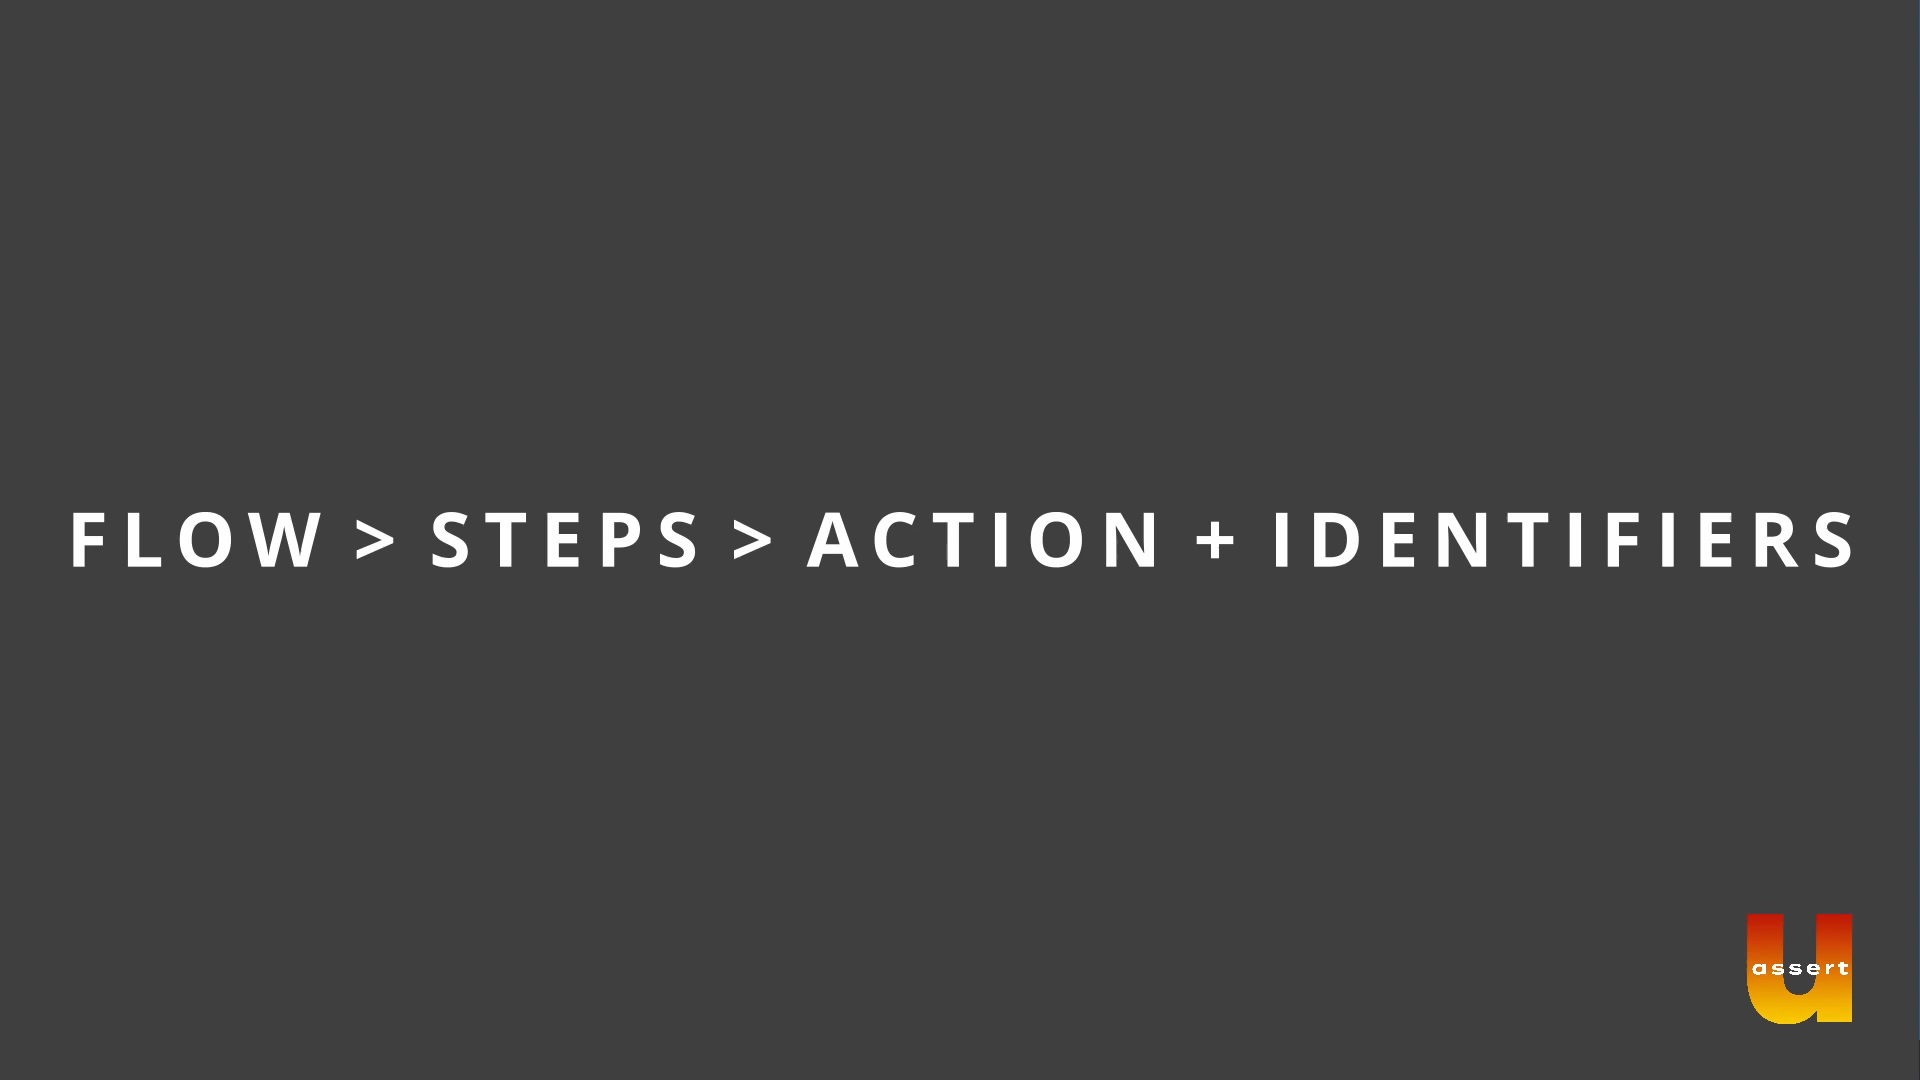 FLOW > STEPS > ACTION + IDENTIFIERS
u
assert